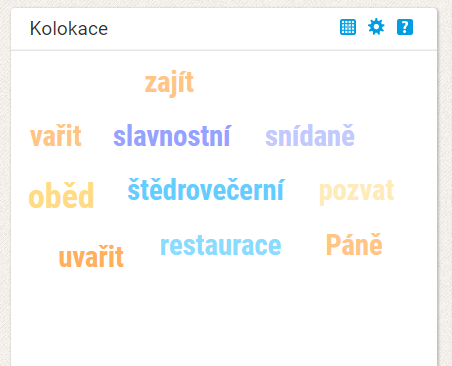 Kolokace ?
zajít
vařit slavnostní snídaně
oběd štědrovečerní pozvat
uvařit restaurace Páně